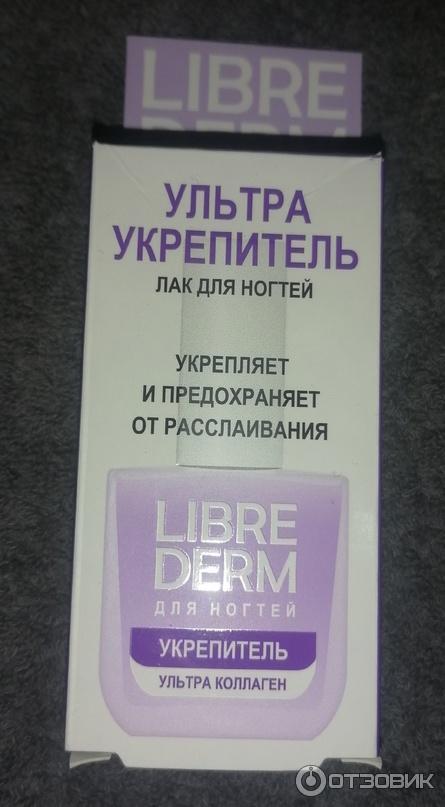 LIBRE
DERM
УЛЬТРА
УКРЕПИТЕЛЬ
ЛАК ДЛЯ НОГТЕЙ
УКРЕПЛЯЕТ
И ПРЕДОХРАНЯЕТ
ОТ РАССЛАИВАНИЯ
LIBRE
DERM
ДЛЯ НОГТЕЙ
УКРЕПИТЕЛЬ
УЛЬТРА КОЛЛАГЕН
ОТЗОВИК